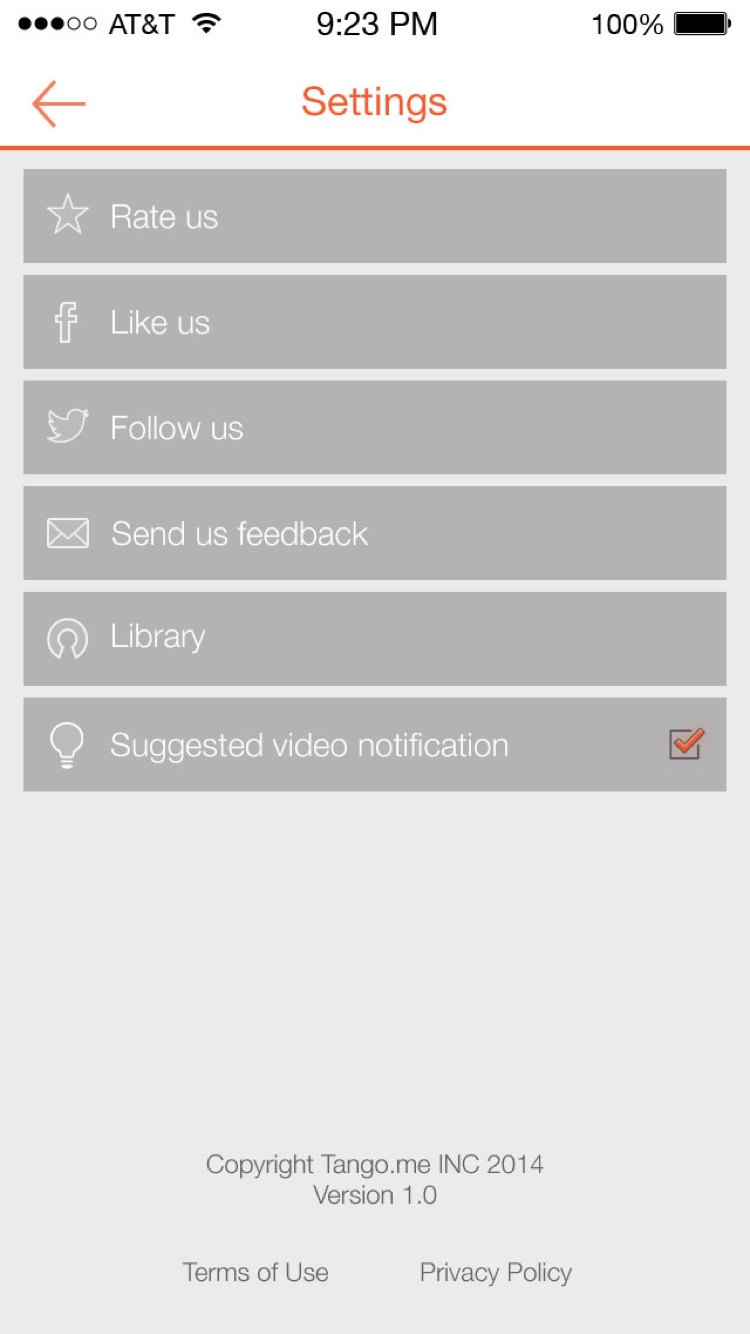 AT&T 9:23 PM 100%
Settings
Rate us
Like us
Follow us
Send us feedback
Library
Suggested video notification
Copyright Tango.me INC 2014
Version 1.0
Terms of Use Privacy Policy